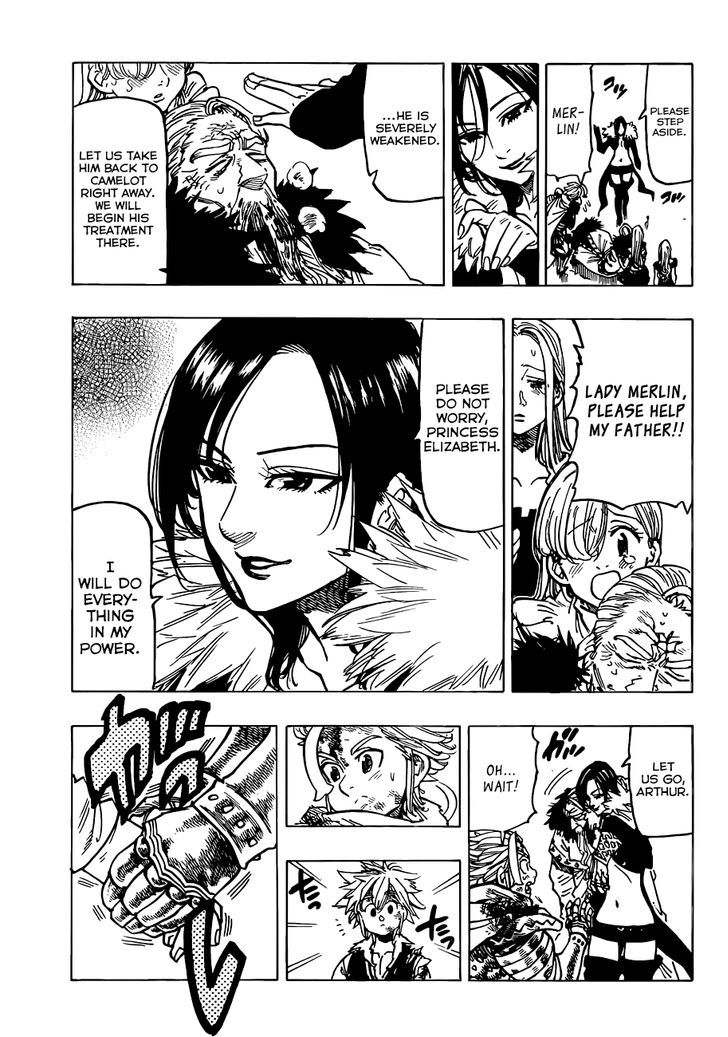 PLEASE
STEP
ASIDE.
MER-
LIN!
ザッ
...HE IS
SEVERELY
WEAKENED.
LET US TAKE
HIM BACK TO
CAMELOT
RIGHT AWAY.
WE WILL
BEGIN HIS
TREATMENT
THERE.
LADY MERLIN,
PLEASE HELP
MY FATHER!!
PLEASE
DO NOT
WORRY,
PRINCESS
ELIZABETH.
I
WILL DO
EVERY-
THING
IN MY
POWER.
LET
US GO,
ARTHUR.
OH...
WAIT!